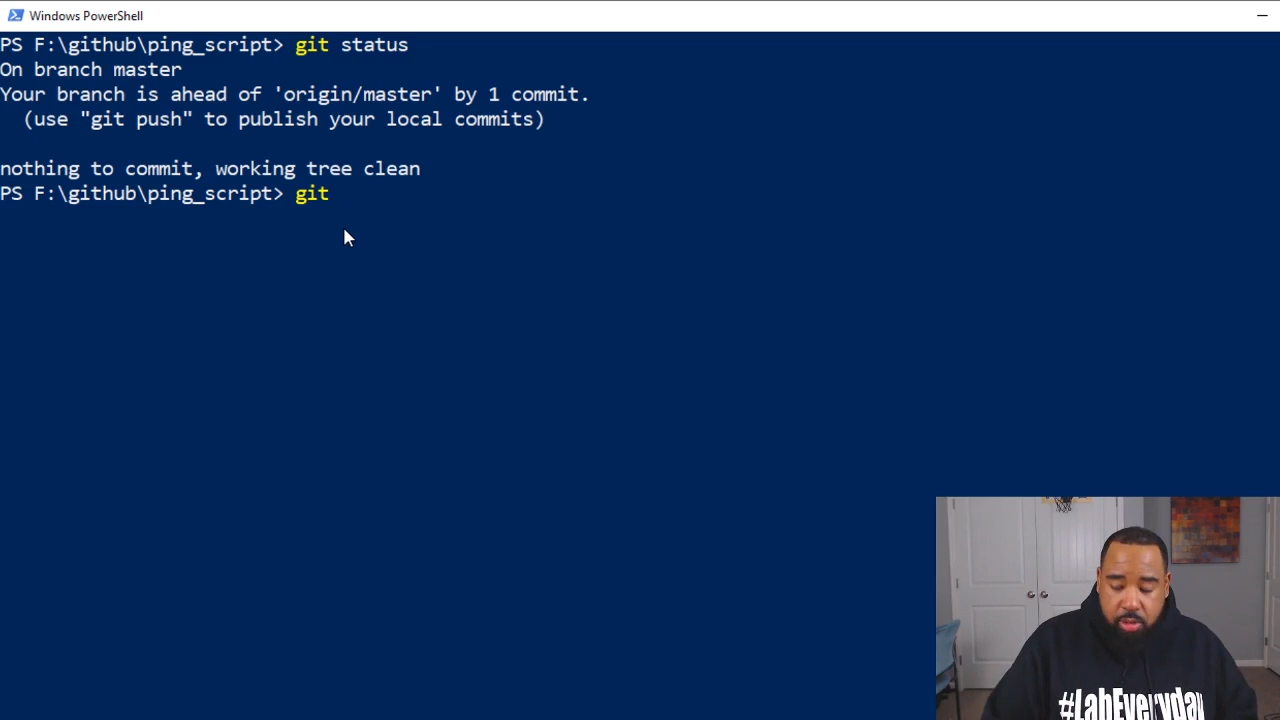 Windows PowerShell
PS F:\github\ping_script> git status
On branch master
Your branch is ahead of 'origin/master' by 1 commit.
  (use "git push" to publish your local commits)
nothing to commit, working tree clean
PS F:\github\ping_script> git
#LabEveryday